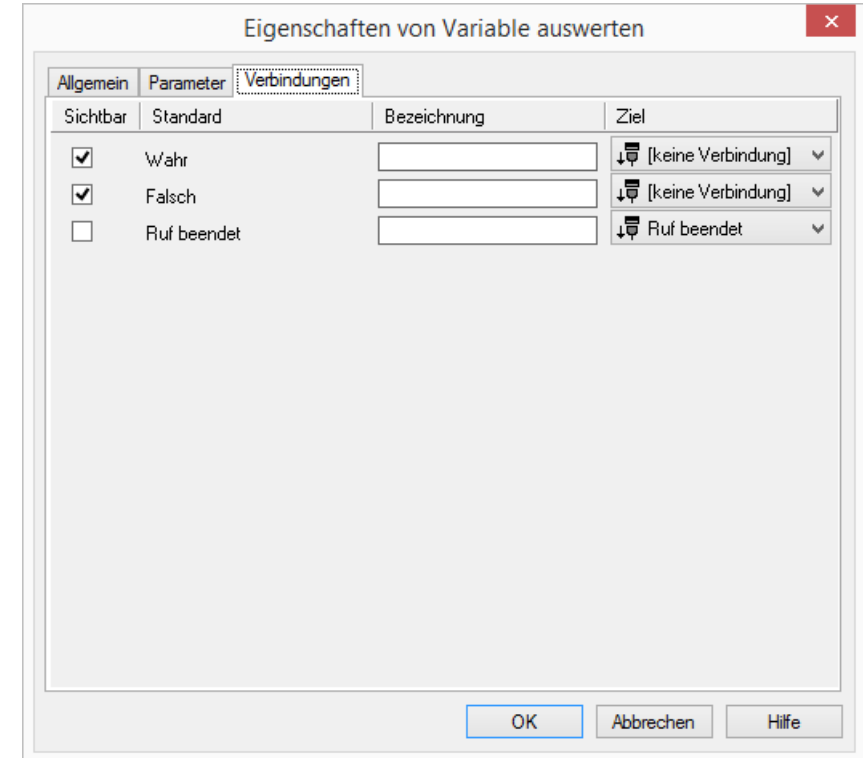 Eigenschaften von Variable auswerten
Allgemein Parameter Verbindungen
Sichtbar Standard Bezeichnung Ziel
Wahr [keine Verbindung]
Falsch [keine Verbindung]
Ruf beendet Ruf beendet
OK Abbrechen Hilfe